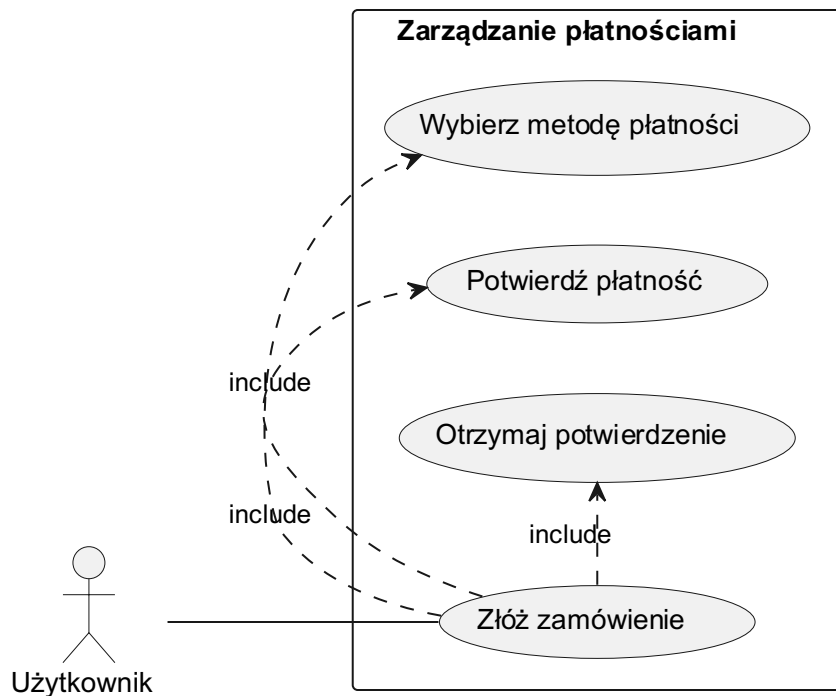 Zarządzanie płatnościami
Wybierz metodę płatności
Potwierdź płatność
include
Otrzymaj potwierdzenie
include
include
Złóż zamówienie
Użytkownik